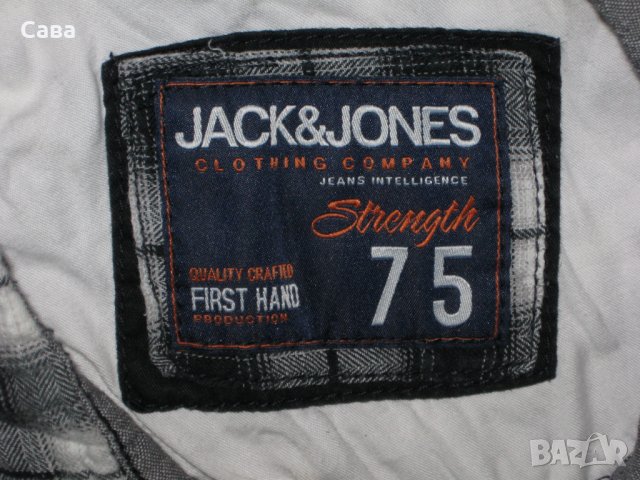 Сава
JACK&JONES
CLOTHING COMPANY
JEANS INTELLIGENCE
Strength
75
QUALITY CRAFTED
FIRST HAND
PRODUCTION
BAZAR